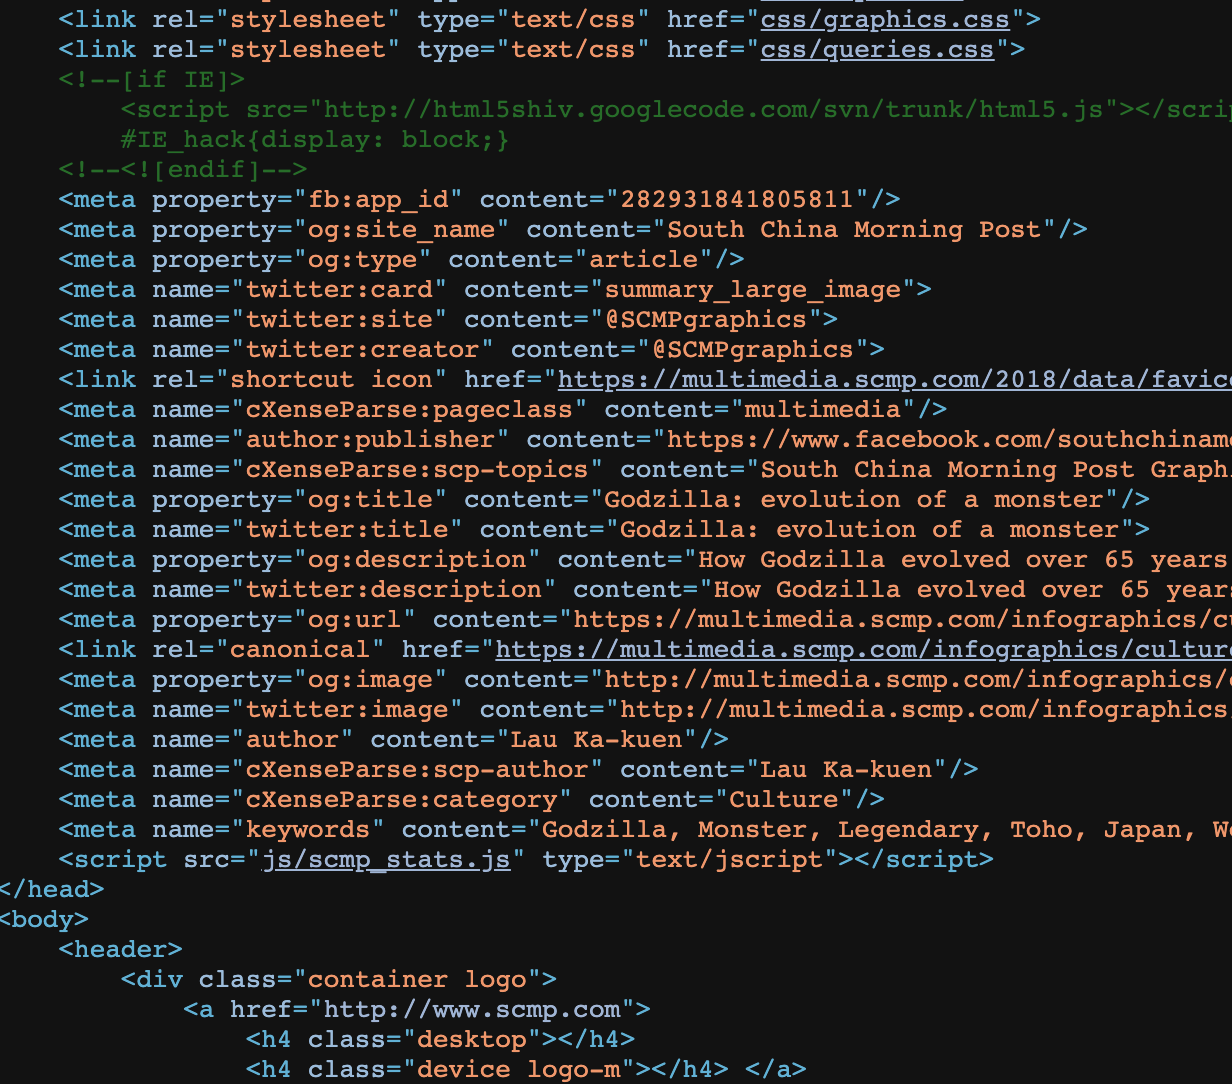 <link rel="stylesheet" type="text/css" href="css/graphics.css">
<link rel="stylesheet" type="text/css" href="css/queries.css">
<!--[if IE]>
<script src="http://html5shiv.googlecode.com/svn/trunk/html5.js"></scrip
#IE_hack{display: block;}
<!--<![endif]-->
<meta property="fb:app_id" content="282931841805811"/>
<meta property="og:site_name" content="South China Morning Post"/>
<meta property="og:type" content="article"/>
<meta name="twitter:card" content="summary_large_image">
<meta name="twitter:site" content="@SCMPgraphics">
<meta name="twitter:creator" content="@SCMPgraphics">
<link rel="shortcut icon" href="https://multimedia.scmp.com/2018/data/favic
<meta name="cXenseParse:pageclass" content="multimedia"/>
<meta name="author:publisher" content="https://www.facebook.com/southchinam
<meta name="cXenseParse:scp-topics" content="South China Morning Post Graph
<meta property="og:title" content="Godzilla: evolution of a monster"/>
<meta name="twitter:title" content="Godzilla: evolution of a monster">
<meta property="og:description" content="How Godzilla evolved over 65 years
<meta name="twitter:description" content="How Godzilla evolved over 65 years
<meta property="og:url" content="https://multimedia.scmp.com/infographics/cu
<link rel="canonical" href="https://multimedia.scmp.com/infographics/culture
<meta property="og:image" content="http://multimedia.scmp.com/infographics/
<meta name="twitter:image" content="http://multimedia.scmp.com/infographics
<meta name="author" content="Lau Ka-kuen"/>
<meta name="cXenseParse:scp-author" content="Lau Ka-kuen"/>
<meta name="cXenseParse:category" content="Culture"/>
<meta name="keywords" content="Godzilla, Monster, Legendary, Toho, Japan, W
<script src="js/scmp_stats.js" type="text/jscript"></script>
</head>
<body>
<header>
<div class="container logo">
<a href="http://www.scmp.com">
<h4 class="desktop"></h4>
<h4 class="device logo-m"></h4> </a>